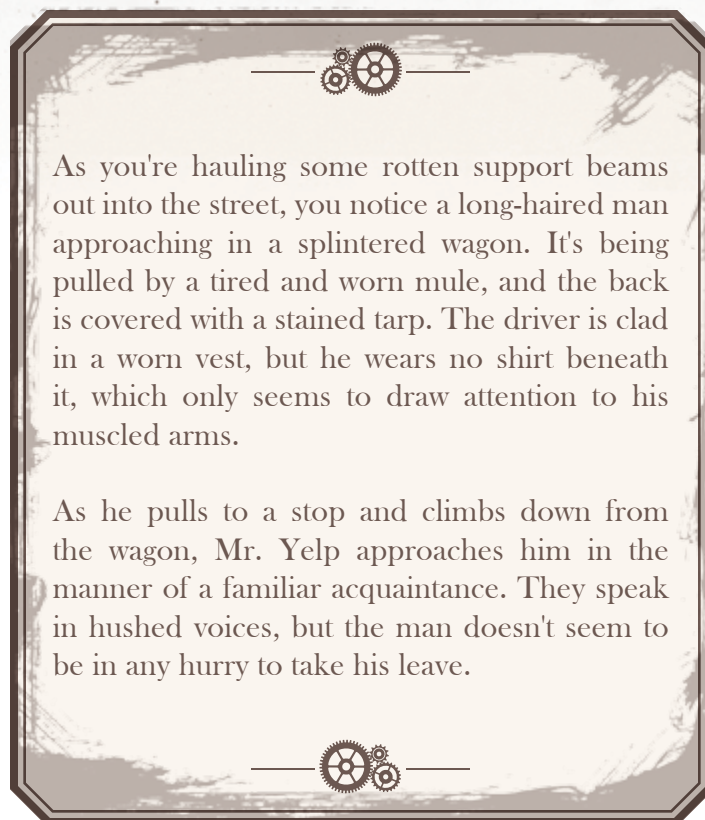 As you're hauling some rotten support beams
out into the street, you notice a long-haired man
approaching in a splintered wagon. It's being
pulled by a tired and worn mule, and the back
is covered with a stained tarp. The driver is clad
in a worn vest, but he wears no shirt beneath
it, which only seems to draw attention to his
muscled arms.

As he pulls to a stop and climbs down from
the wagon, Mr. Yelp approaches him in the
manner of a familiar acquaintance. They speak
in hushed voices, but the man doesn't seem to
be in any hurry to take his leave.